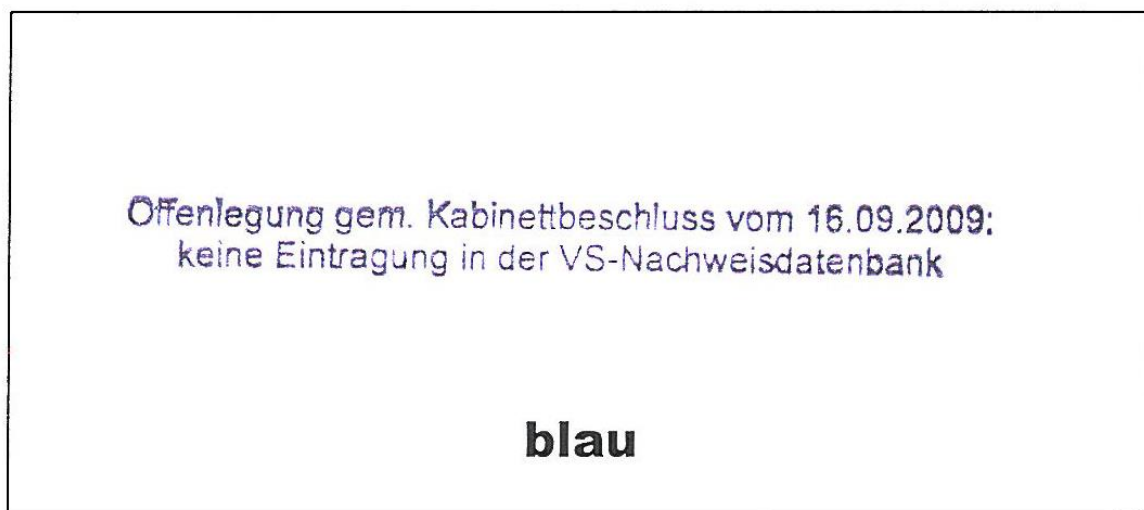 Offenlegung gem. Kabinettbeschluss vom 16.09.2009:
keine Eintragung in der VS-Nachweisdatenbank
blau